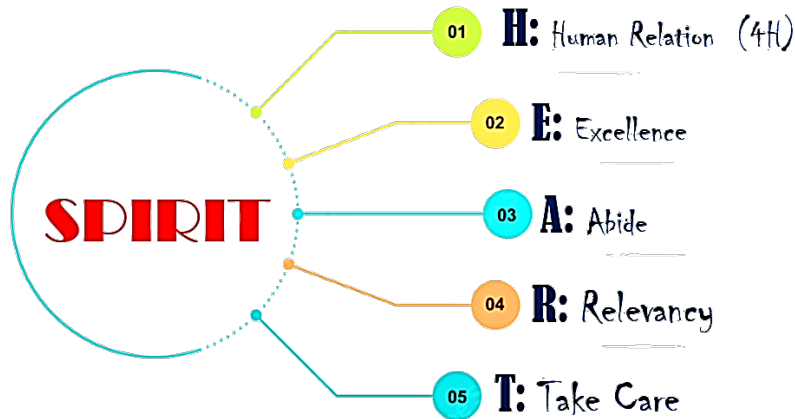 01 H: Human Relation (4H)
02 E: Excellence
SPIRIT
03 A: Abide
04 R: Relevancy
05 T: Take Care